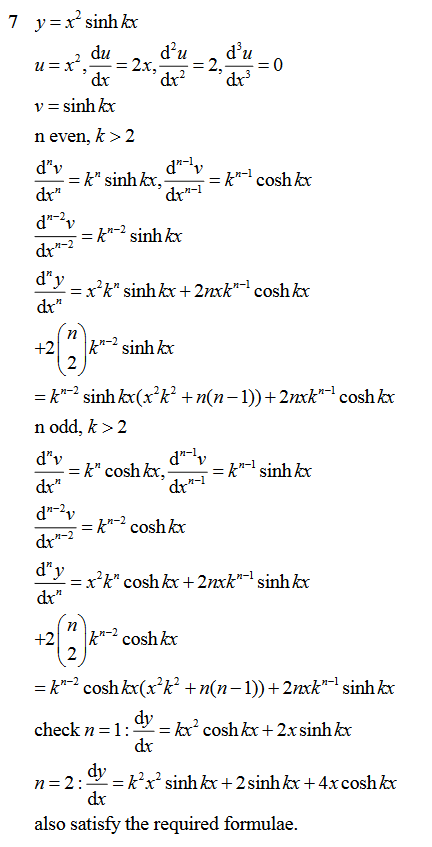 7 y = x² sinh kx
u = x², du/dx = 2x, d²u/dx² = 2, d³u/dx³ = 0
v = sinh kx
n even, k > 2
dⁿv/dxⁿ = kⁿ sinh kx, dⁿ⁻¹v/dxⁿ⁻¹ = kⁿ⁻¹ cosh kx
dⁿ⁻²v/dxⁿ⁻² = kⁿ⁻² sinh kx
dⁿy/dxⁿ = x²kⁿ sinh kx + 2nxkⁿ⁻¹ cosh kx
+2(n 2)kⁿ⁻² sinh kx
= kⁿ⁻² sinh kx(x²k² + n(n−1)) + 2nxkⁿ⁻¹ cosh kx
n odd, k > 2
dⁿv/dxⁿ = kⁿ cosh kx, dⁿ⁻¹v/dxⁿ⁻¹ = kⁿ⁻¹ sinh kx
dⁿ⁻²v/dxⁿ⁻² = kⁿ⁻² cosh kx
dⁿy/dxⁿ = x²kⁿ cosh kx + 2nxkⁿ⁻¹ sinh kx
+2(n 2)kⁿ⁻² cosh kx
= kⁿ⁻² cosh kx(x²k² + n(n−1)) + 2nxkⁿ⁻¹ sinh kx
check n = 1: dy/dx = kx² cosh kx + 2x sinh kx
n = 2: dy/dx = k²x² sinh kx + 2 sinh kx + 4x cosh kx
also satisfy the required formulae.